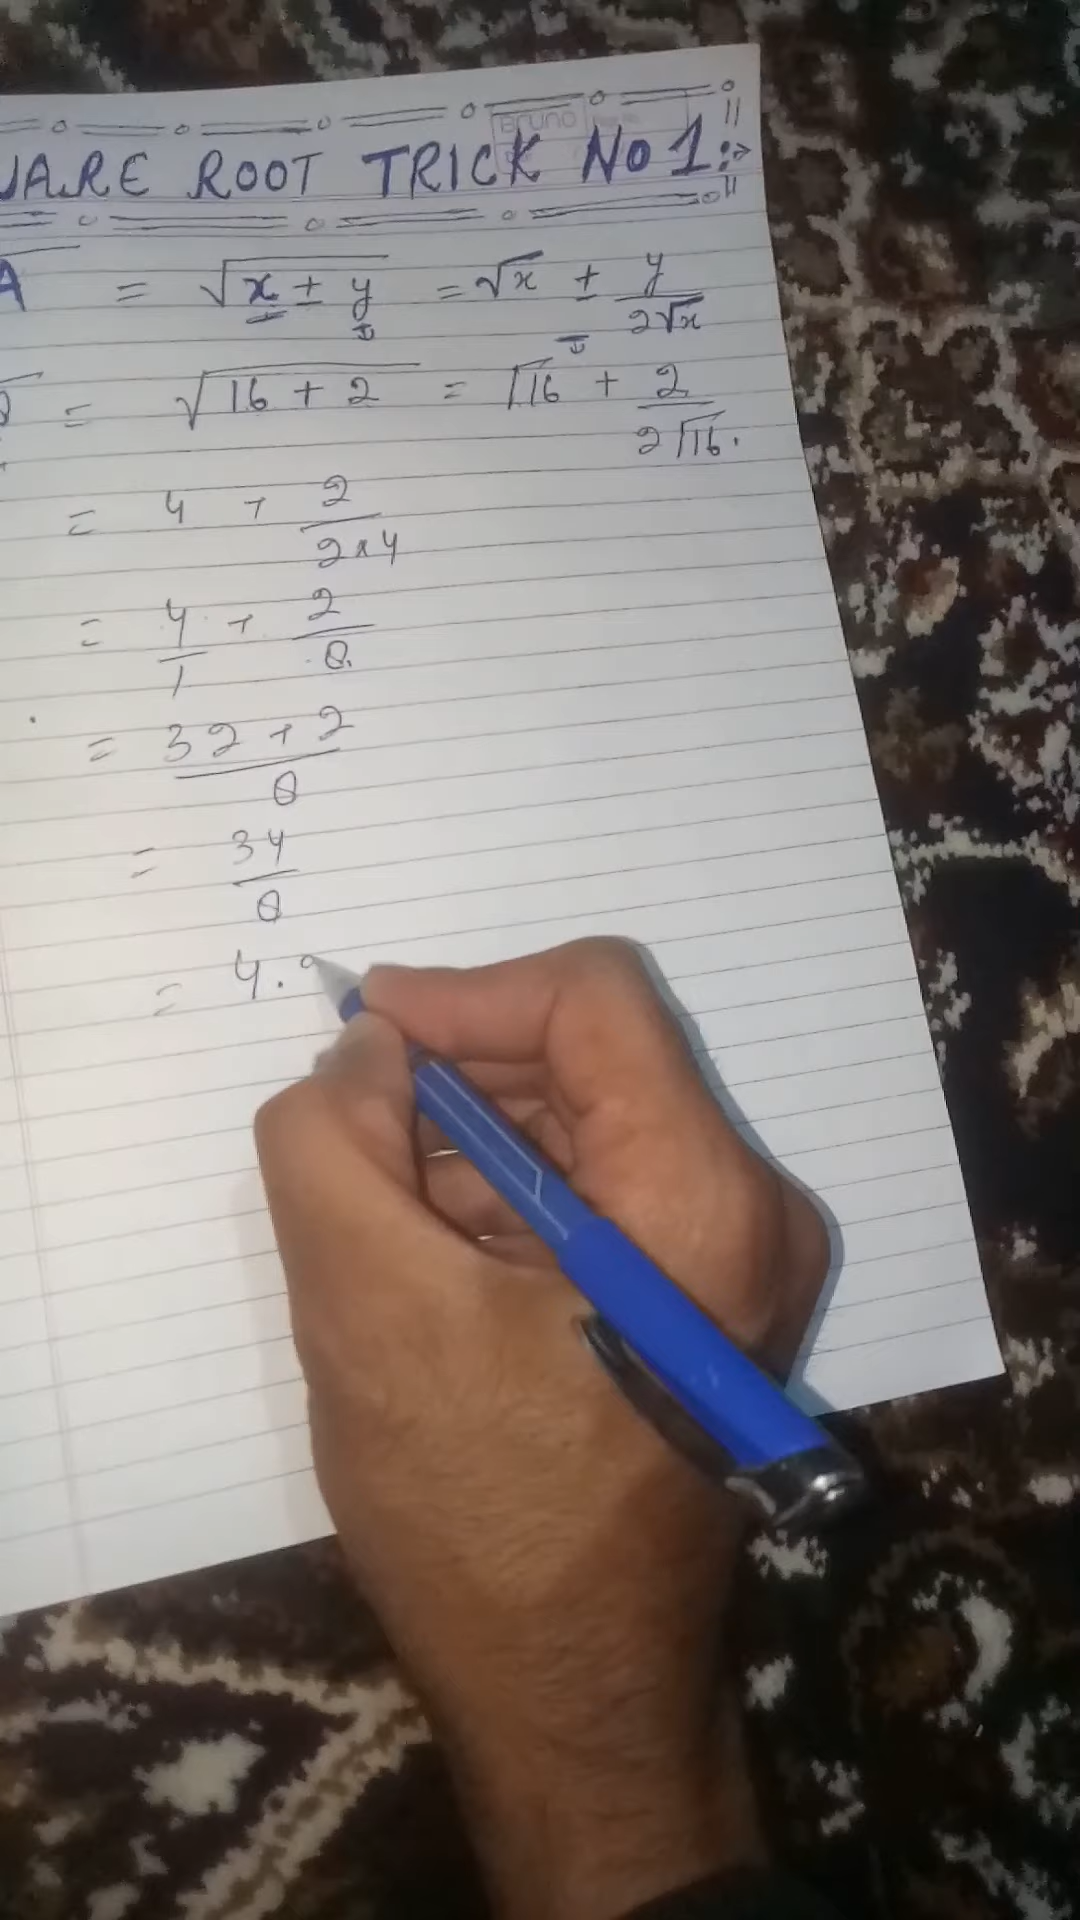 UARE ROOT TRICK No 1:->
A = √x ± y = √x ± y/2√x
= √16 + 2 = √16 + 2/2√16.
= 4 + 2/2×4
= 4/1 + 2/8
= 32 + 2/8
= 34/8
= 4.